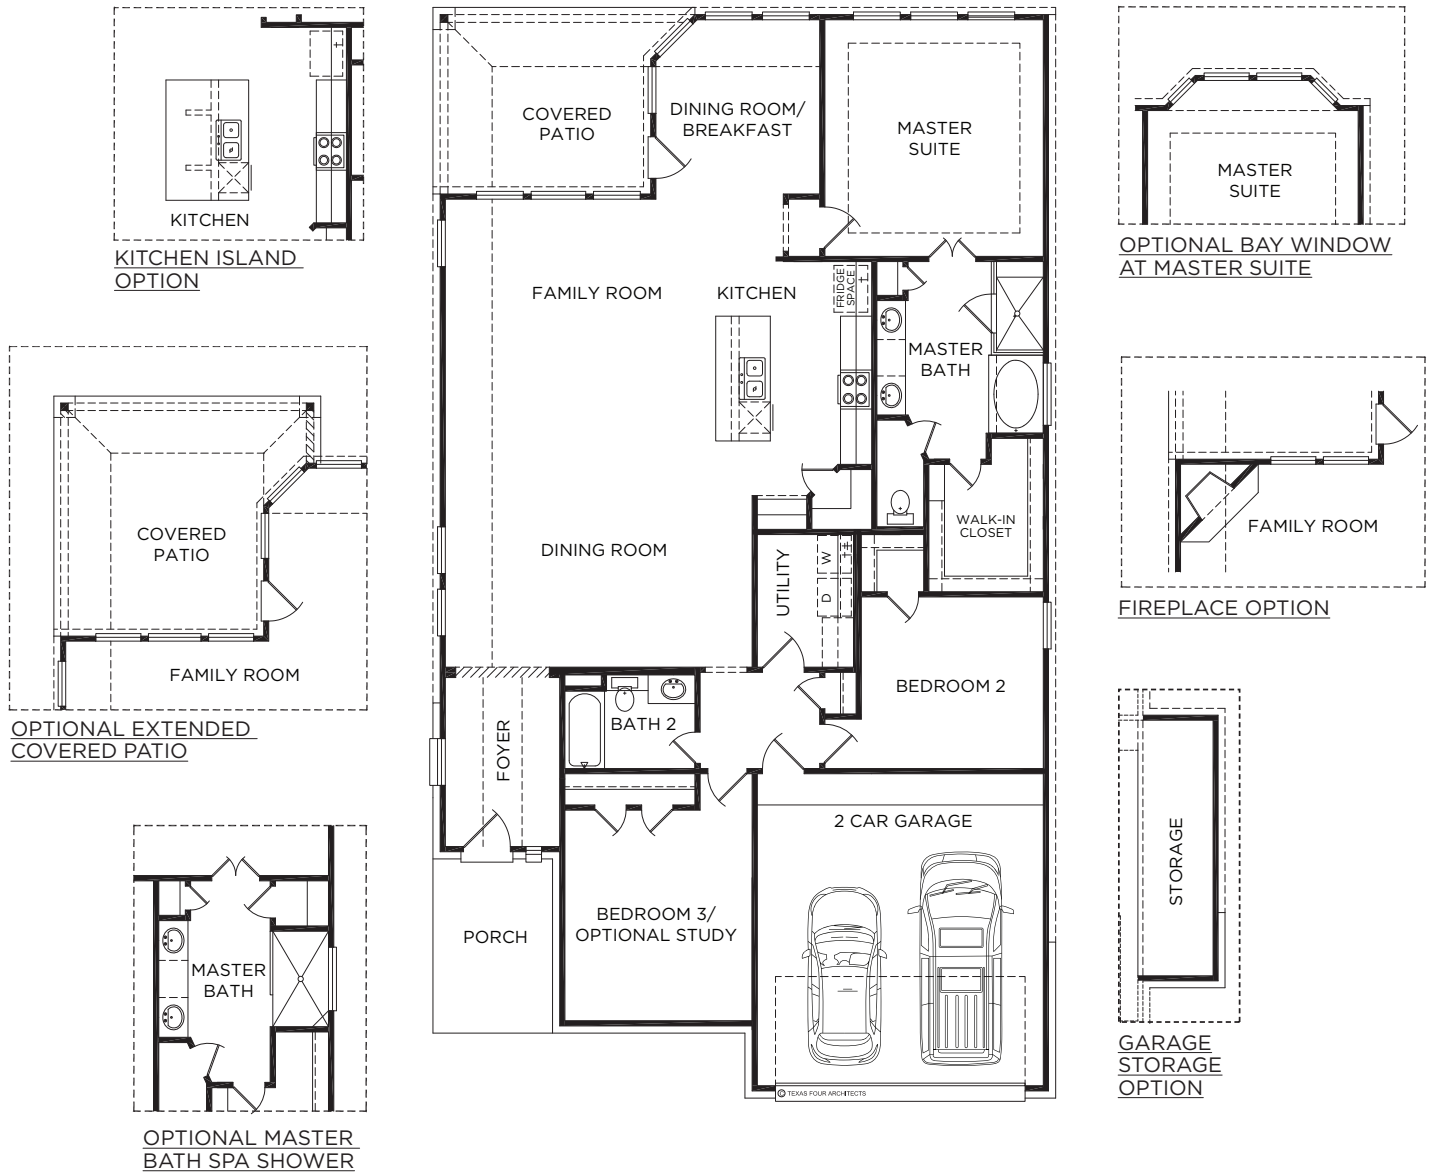 KITCHEN
KITCHEN ISLAND
OPTION
COVERED
PATIO
DINING ROOM/
BREAKFAST
MASTER
SUITE
MASTER
SUITE
OPTIONAL BAY WINDOW
AT MASTER SUITE
FAMILY ROOM
KITCHEN
FRIDGE
SPACE
MASTER
BATH
COVERED
PATIO
FAMILY ROOM
OPTIONAL EXTENDED
COVERED PATIO
DINING ROOM
WALK-IN
CLOSET
UTILITY
W
D
FAMILY ROOM
FIREPLACE OPTION
BEDROOM 2
BATH 2
FOYER
2 CAR GARAGE
BEDROOM 3/
OPTIONAL STUDY
PORCH
STORAGE
GARAGE
STORAGE
OPTION
MASTER
BATH
OPTIONAL MASTER
BATH SPA SHOWER
© TEXAS FOUR ARCHITECTS